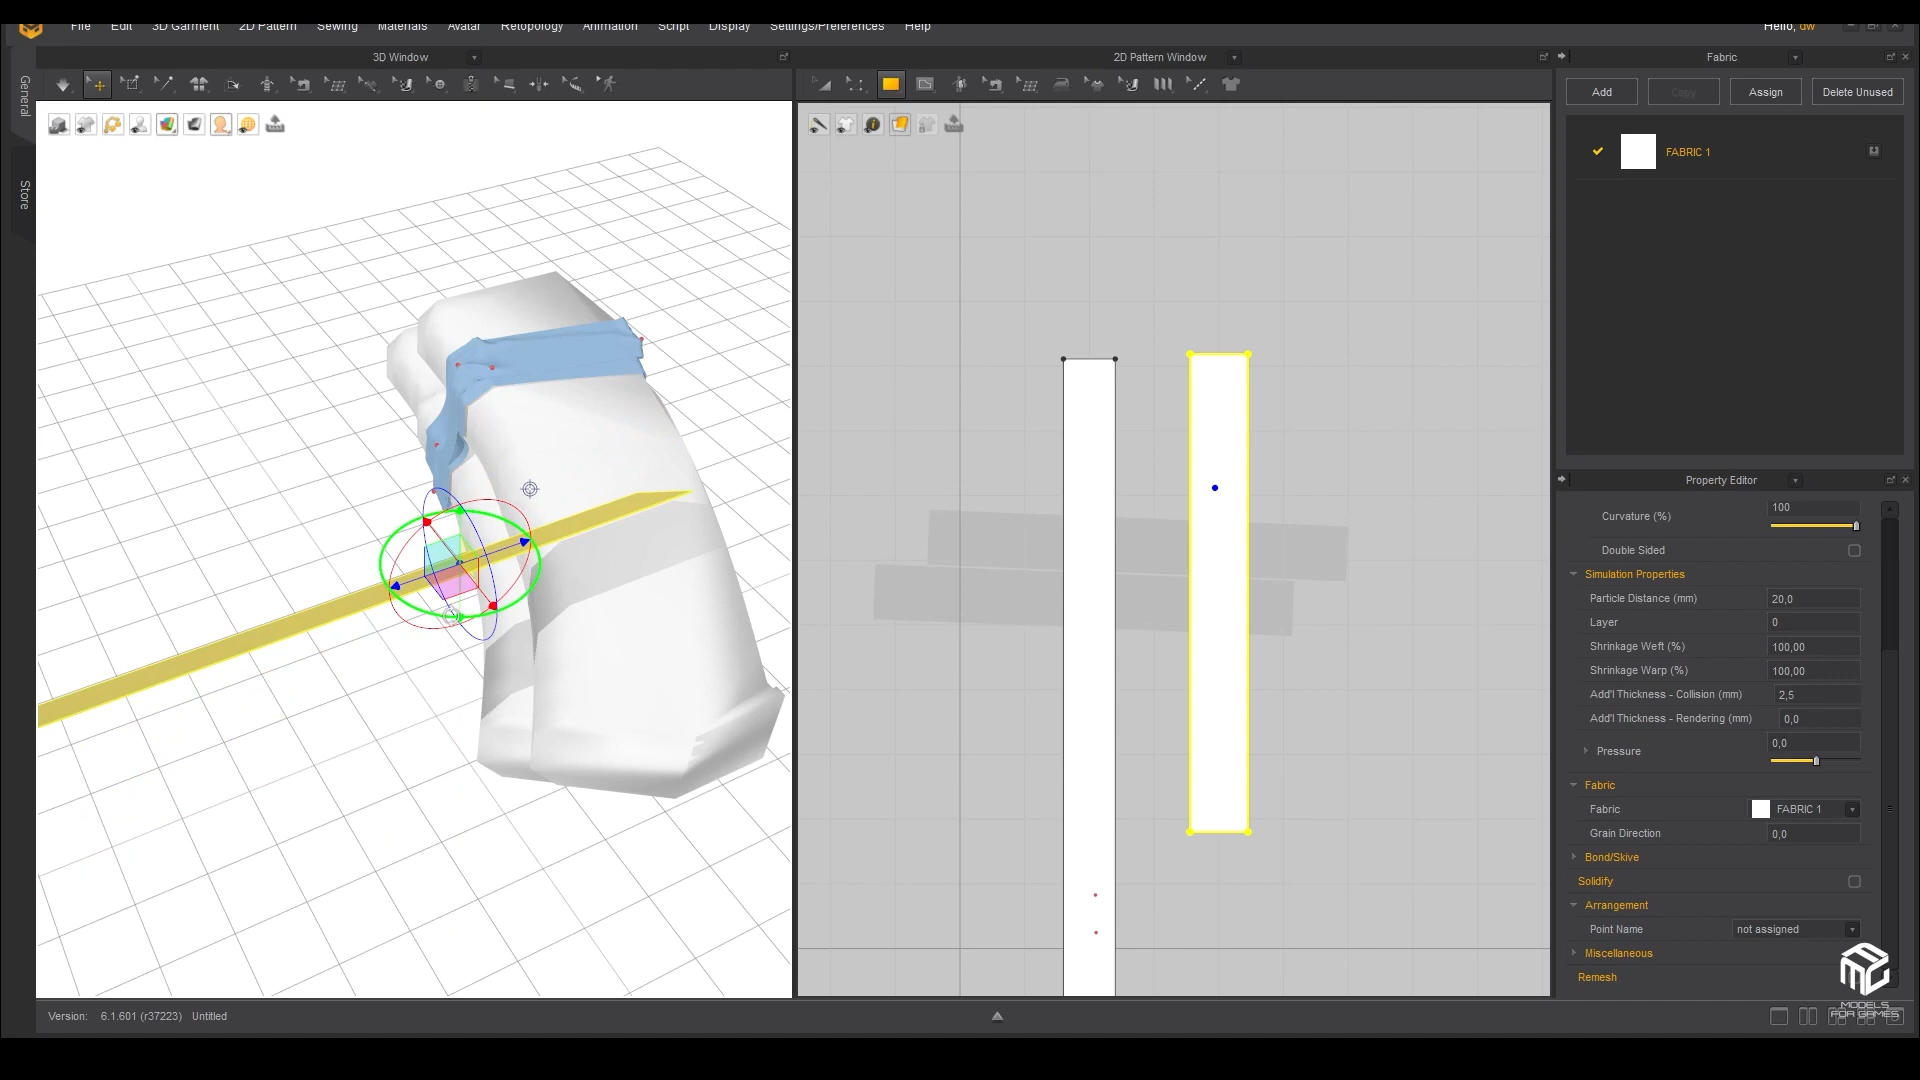 File Edit 3D Garment 2D Pattern Sewing Materials Avatar Retopology Animation Script Display Settings/Preferences Help
Hello, dw
3D Window
2D Pattern Window
Fabric
General
Store
Add Copy Assign Delete Unused
FABRIC 1
Property Editor
Curvature (%) 100
Double Sided
Simulation Properties
Particle Distance (mm) 20,0
Layer 0
Shrinkage Weft (%) 100,00
Shrinkage Warp (%) 100,00
Add'l Thickness - Collision (mm) 2,5
Add'l Thickness - Rendering (mm) 0,0
Pressure 0,0
Fabric
Fabric FABRIC 1
Grain Direction 0,0
Bond/Skive
Solidify
Arrangement
Point Name not assigned
Miscellaneous
Remesh
MODELS
FOR GAMES
Version: 6.1.601 (r37223) Untitled